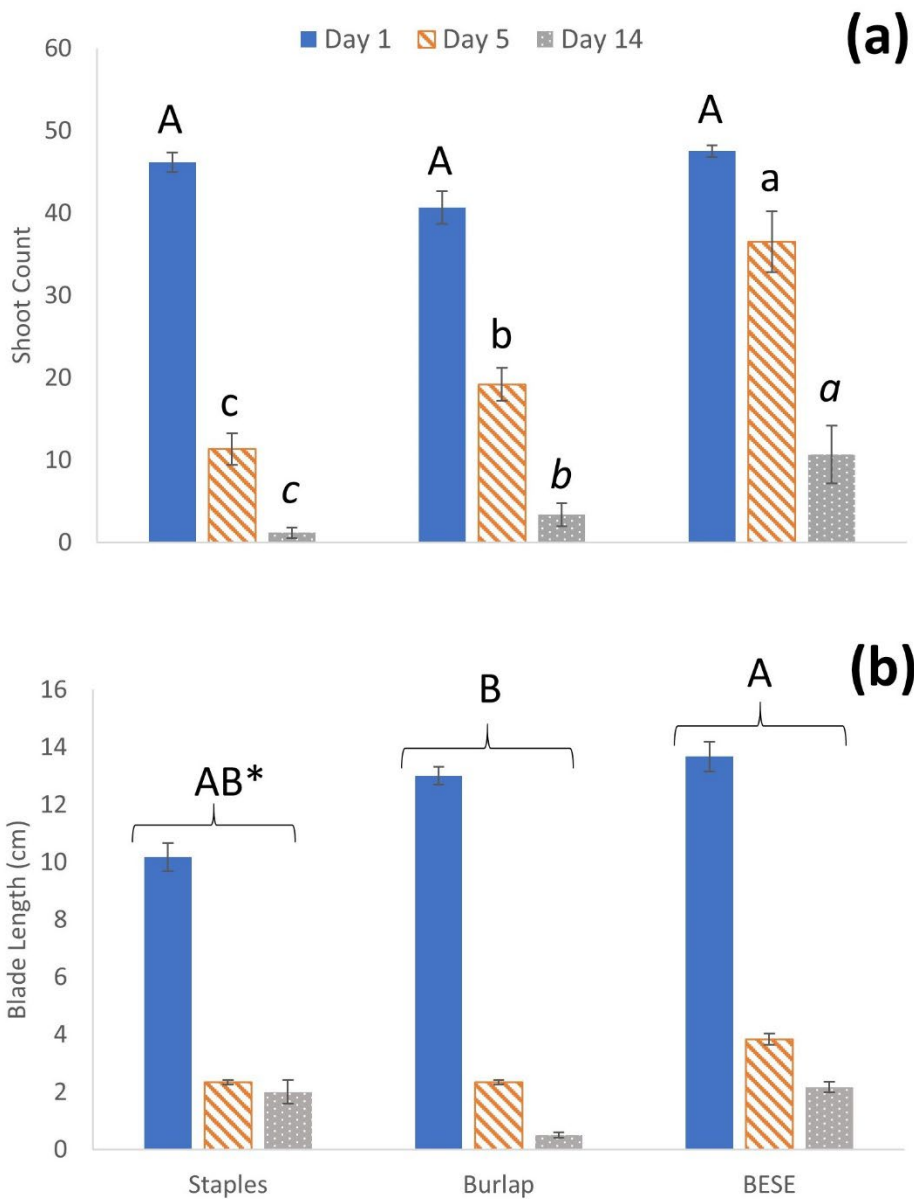 (a)
Day 1 Day 5 Day 14
60
50
40
30
20
10
0
Shoot Count
A
c
c
A
b
b
A
a
a
(b)
16
14
12
10
8
6
4
2
0
Blade Length (cm)
AB*
B
A
Staples Burlap BESE